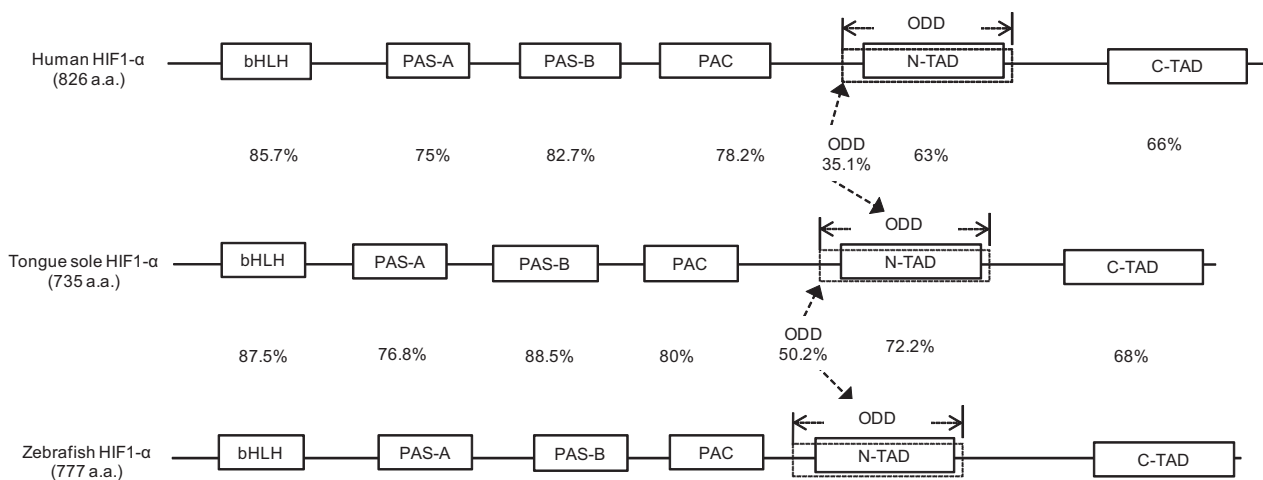 ODD
Human HIF1-α
(826 a.a.)
bHLH
PAS-A
PAS-B
PAC
N-TAD
C-TAD
85.7%
75%
82.7%
78.2%
ODD
35.1%
63%
66%
ODD
Tongue sole HIF1-α
(735 a.a.)
bHLH
PAS-A
PAS-B
PAC
N-TAD
C-TAD
87.5%
76.8%
88.5%
80%
ODD
50.2%
72.2%
68%
ODD
Zebrafish HIF1-α
(777 a.a.)
bHLH
PAS-A
PAS-B
PAC
N-TAD
C-TAD